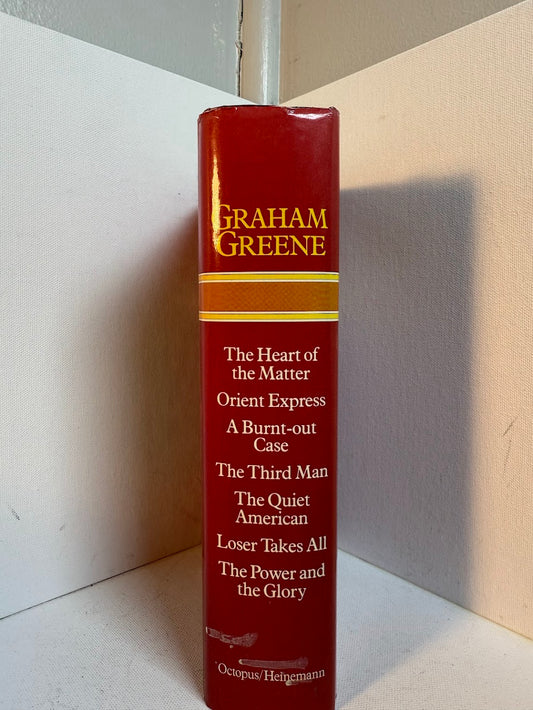 GRAHAM
GREENE
The Heart of
the Matter
Orient Express
A Burnt-out
Case
The Third Man
The Quiet
American
Loser Takes All
The Power and
the Glory
Octopus/Heinemann